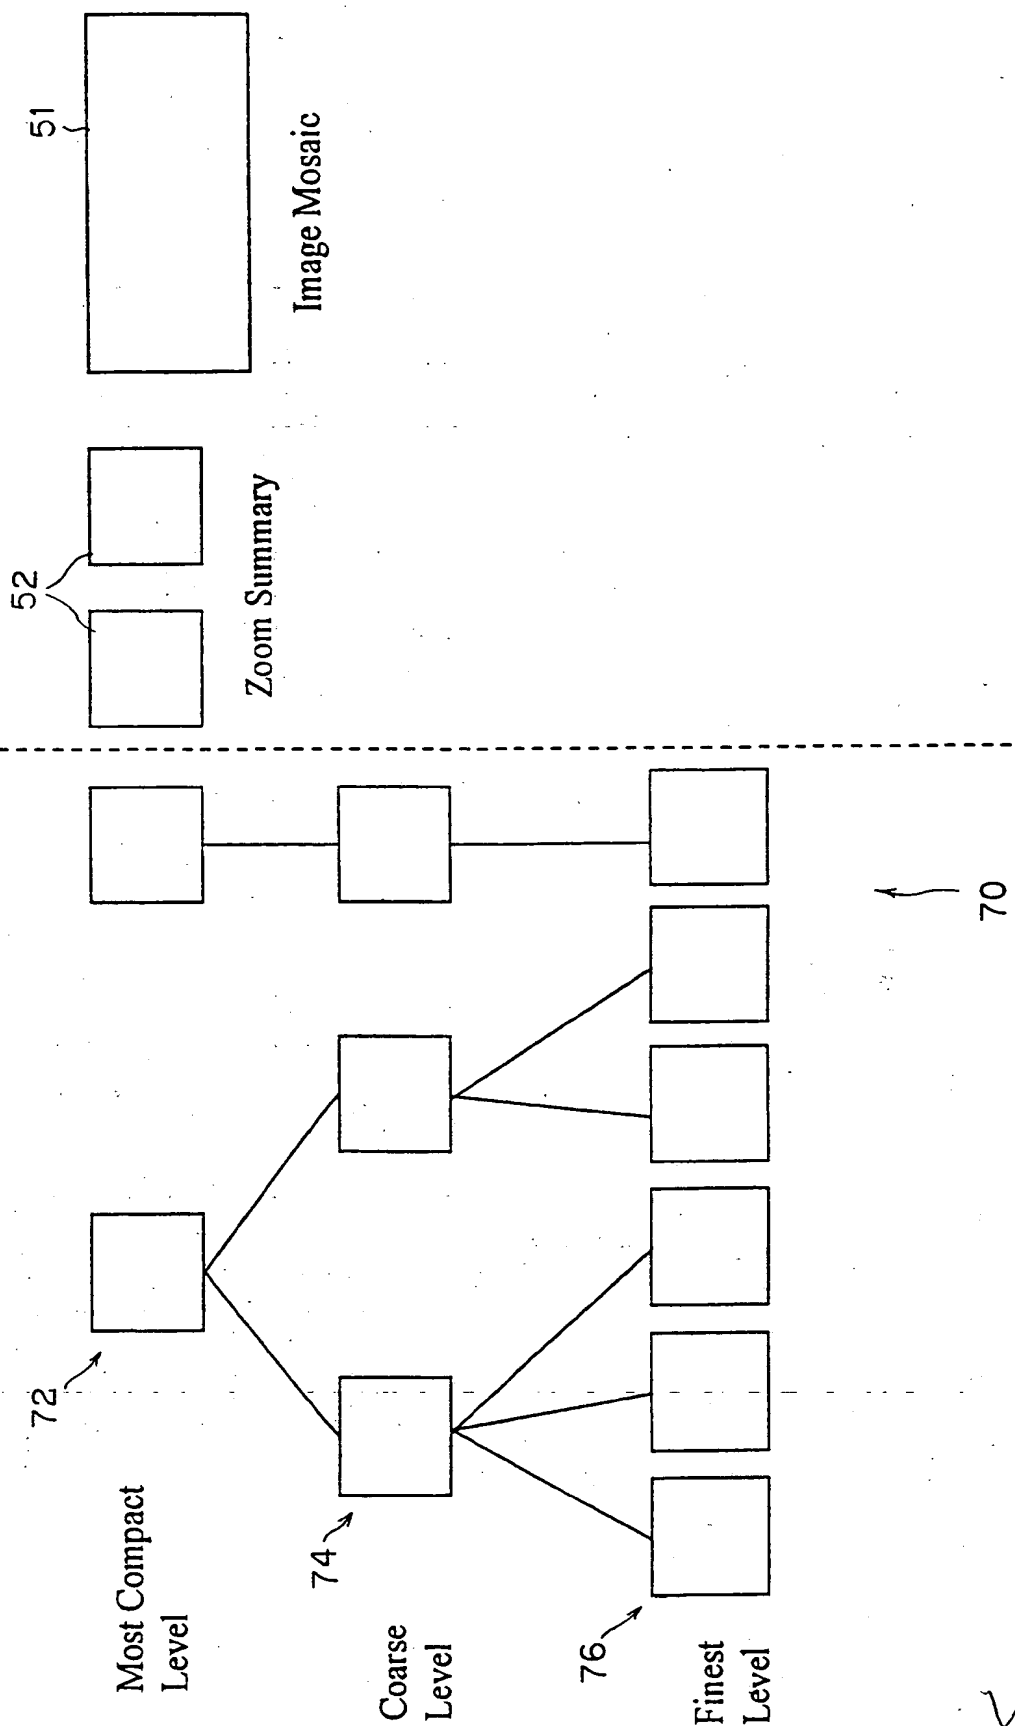 72
Most Compact
Level
74
Coarse
Level
76
Finest
Level
70
52
Zoom Summary
51
Image Mosaic